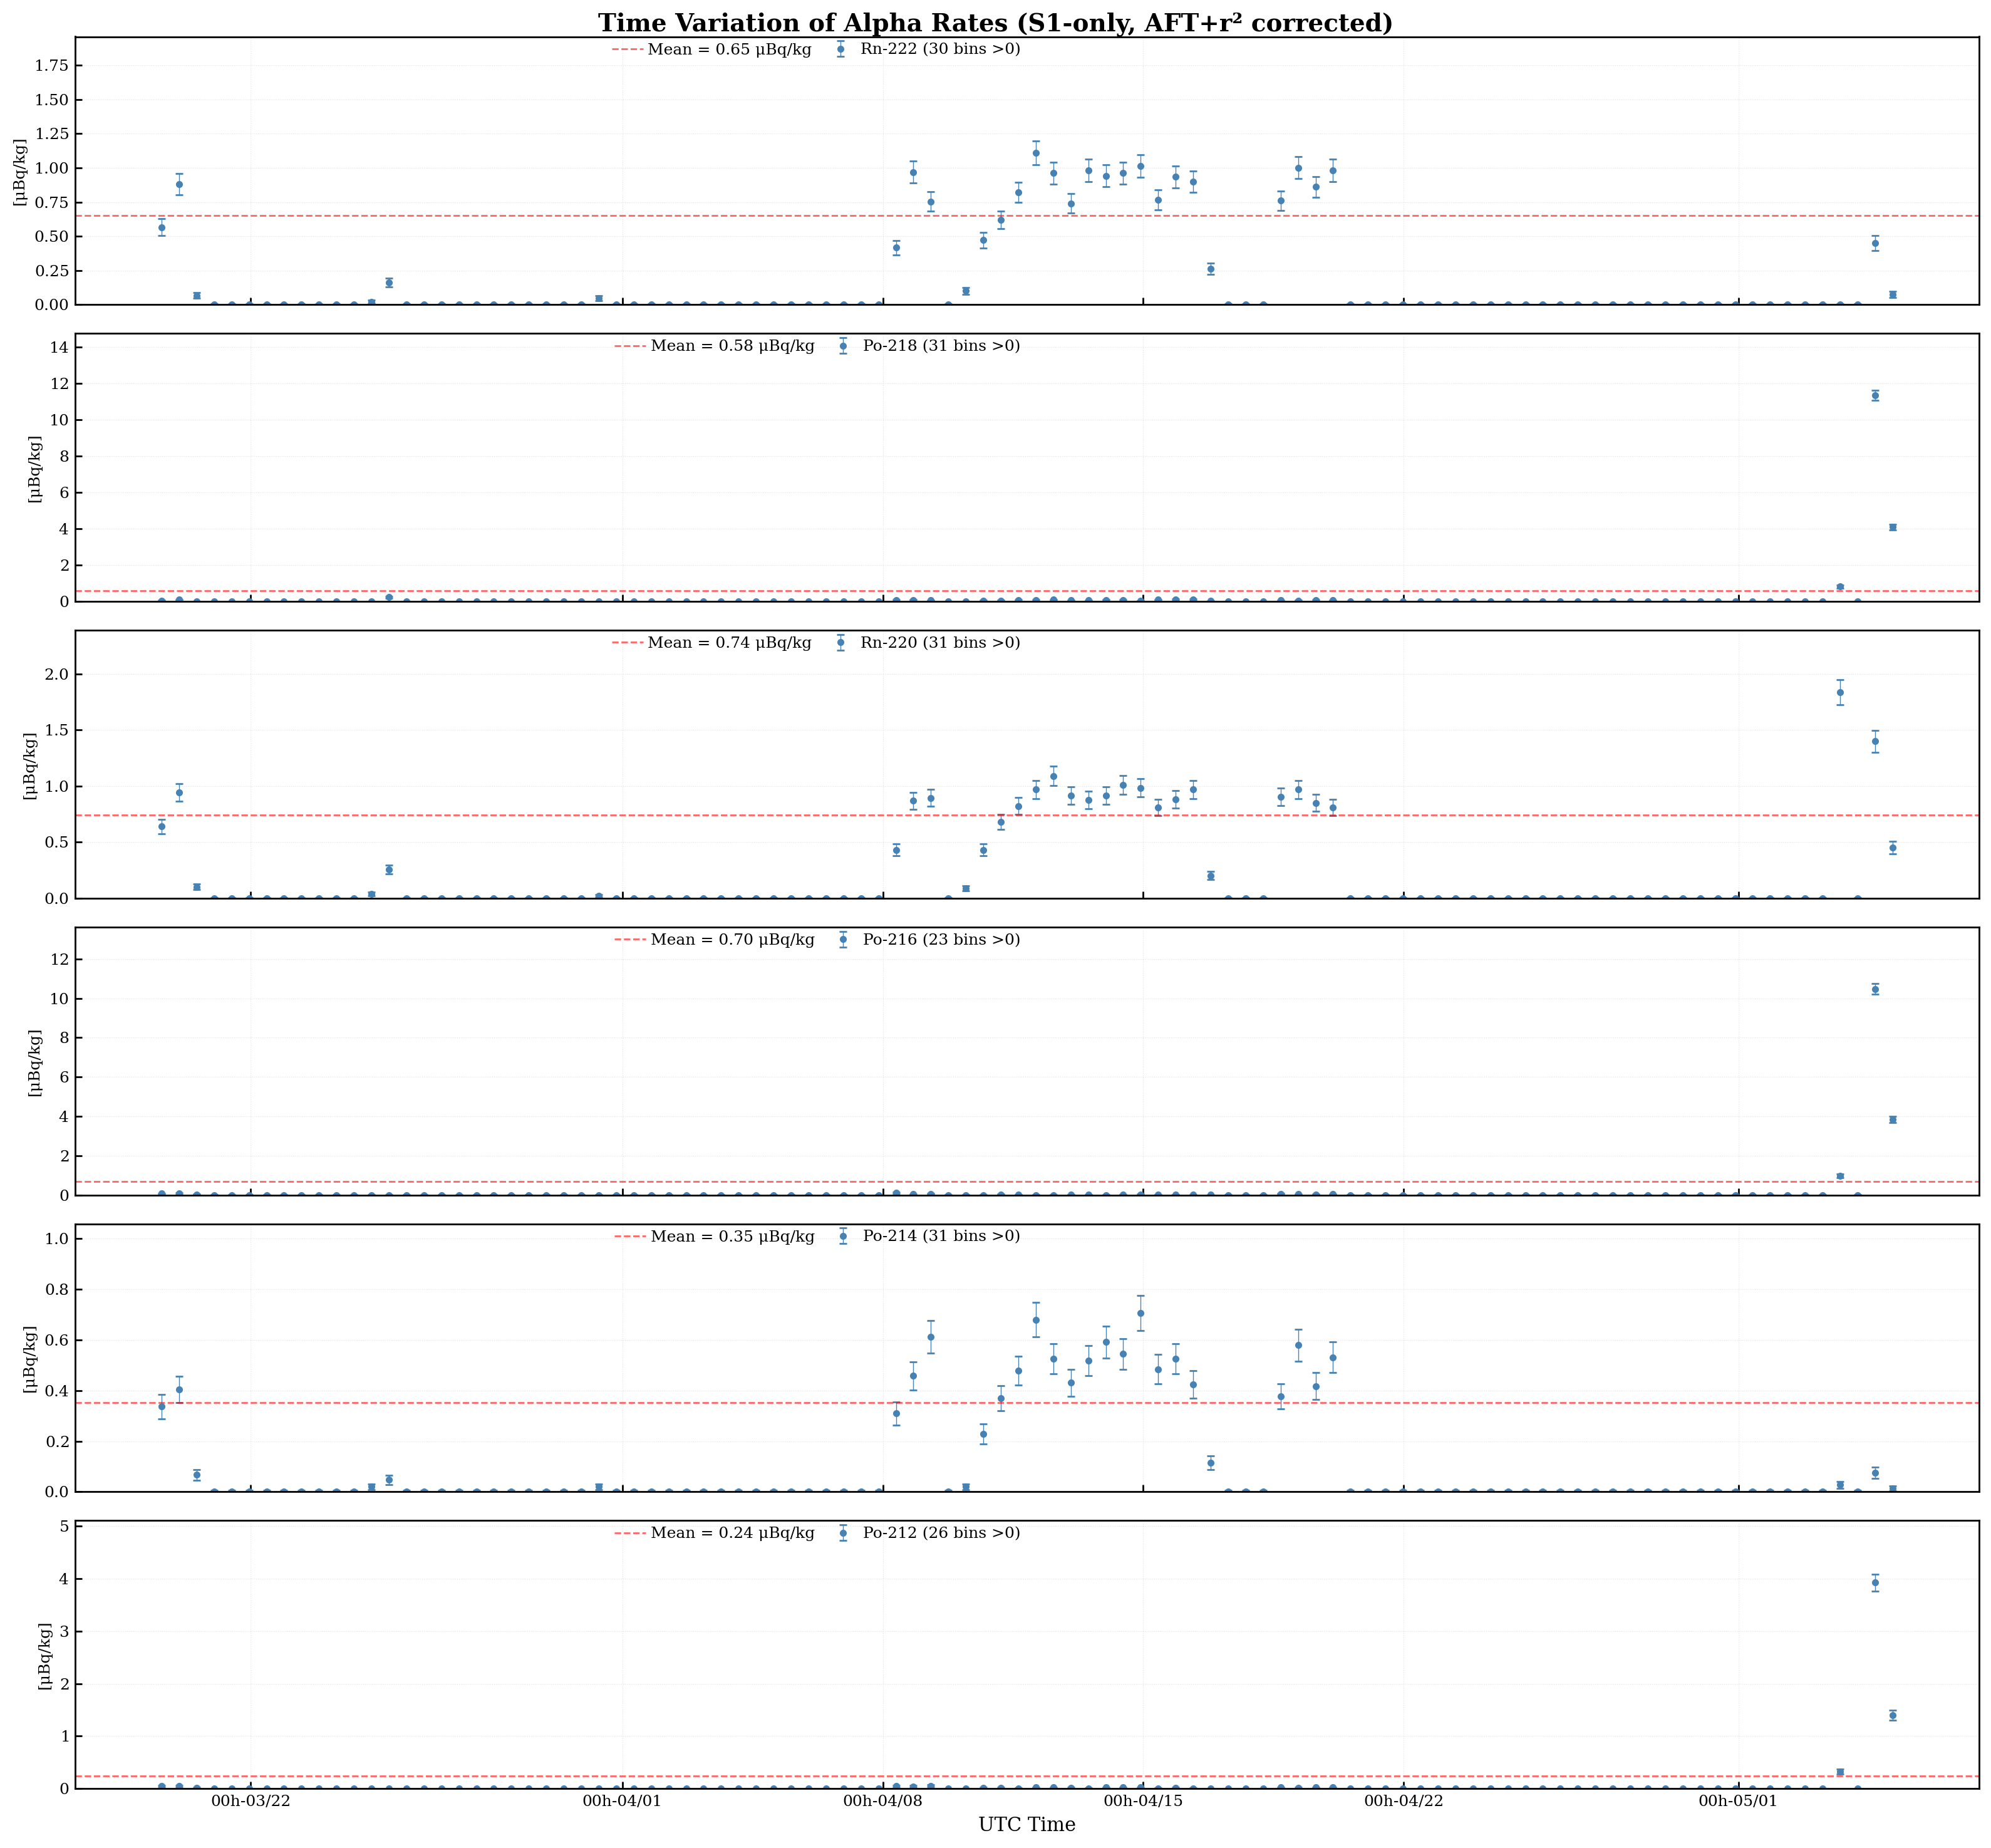 Time Variation of Alpha Rates (S1-only, AFT+r² corrected)
Mean = 0.65 μBq/kg Rn-222 (30 bins >0)
[μBq/kg]
1.75
1.50
1.25
1.00
0.75
0.50
0.25
0.00
Mean = 0.58 μBq/kg Po-218 (31 bins >0)
[μBq/kg]
14
12
10
8
6
4
2
0
Mean = 0.74 μBq/kg Rn-220 (31 bins >0)
[μBq/kg]
2.0
1.5
1.0
0.5
0.0
Mean = 0.70 μBq/kg Po-216 (23 bins >0)
[μBq/kg]
12
10
8
6
4
2
0
Mean = 0.35 μBq/kg Po-214 (31 bins >0)
[μBq/kg]
1.0
0.8
0.6
0.4
0.2
0.0
Mean = 0.24 μBq/kg Po-212 (26 bins >0)
[μBq/kg]
5
4
3
2
1
0
00h-03/22 00h-04/01 00h-04/08 00h-04/15 00h-04/22 00h-05/01
UTC Time